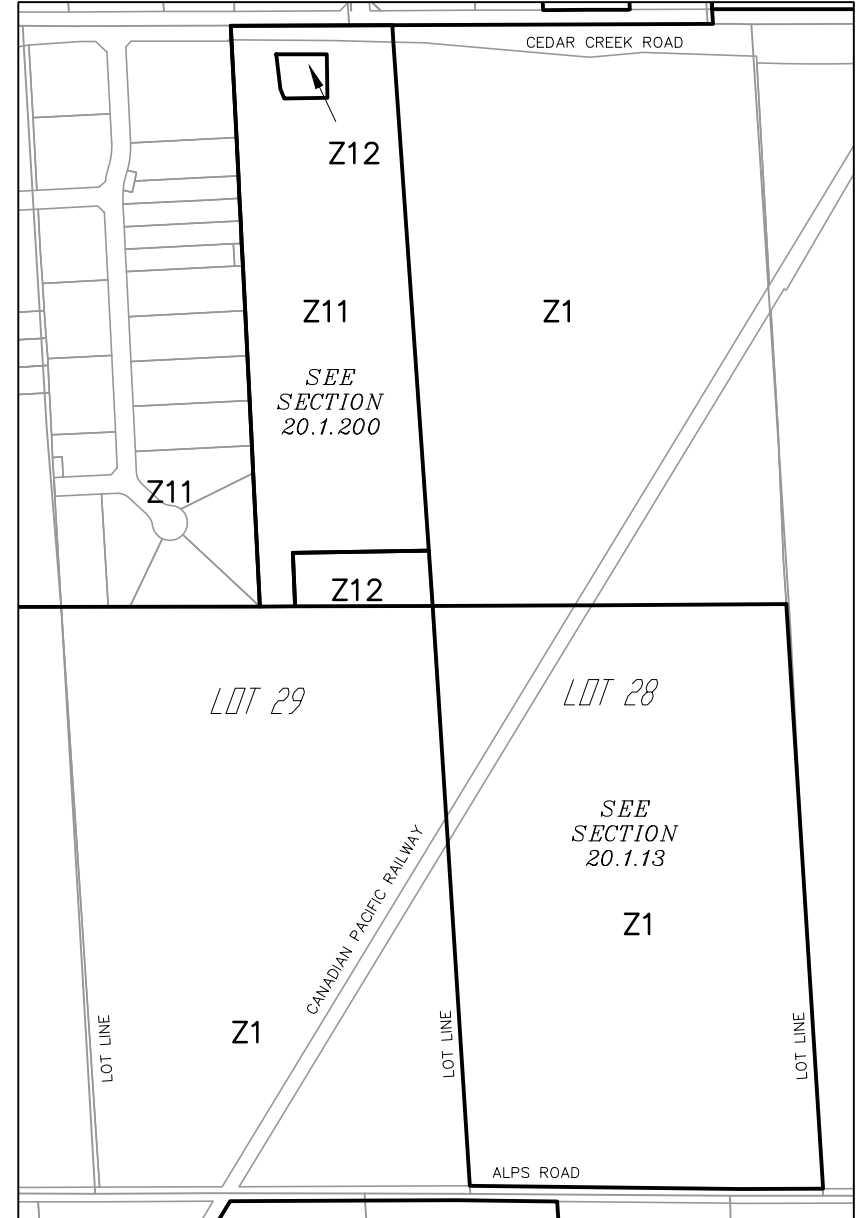 CEDAR CREEK ROAD
Z12
Z11
Z1
SEE
SECTION
20.1.200
Z11
Z12
LOT 29
LOT 28
SEE
SECTION
20.1.13
CANADIAN PACIFIC RAILWAY
Z1
Z1
LOT LINE
LOT LINE
LOT LINE
ALPS ROAD